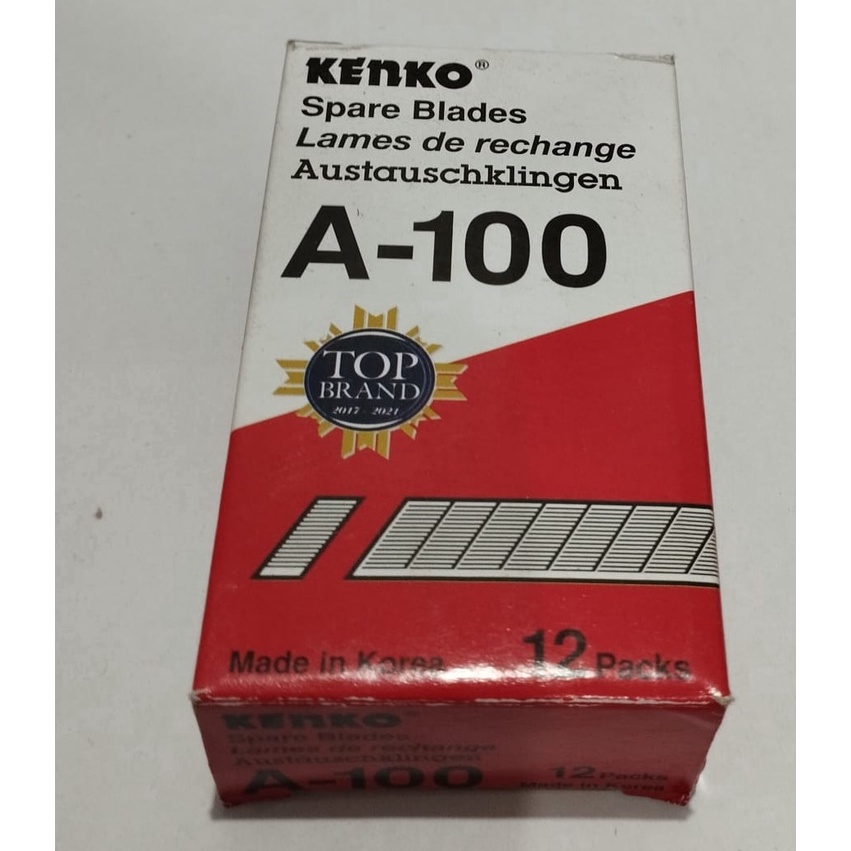 KENKO®
Spare Blades
Lames de rechange
Austauschklingen
A-100
TOP
BRAND
2017 - 2021
Made in Korea
12 Packs
KENKO
Spare Blades
Lames de rechange
Austauschklingen
A-100
12 Packs
Made in Korea